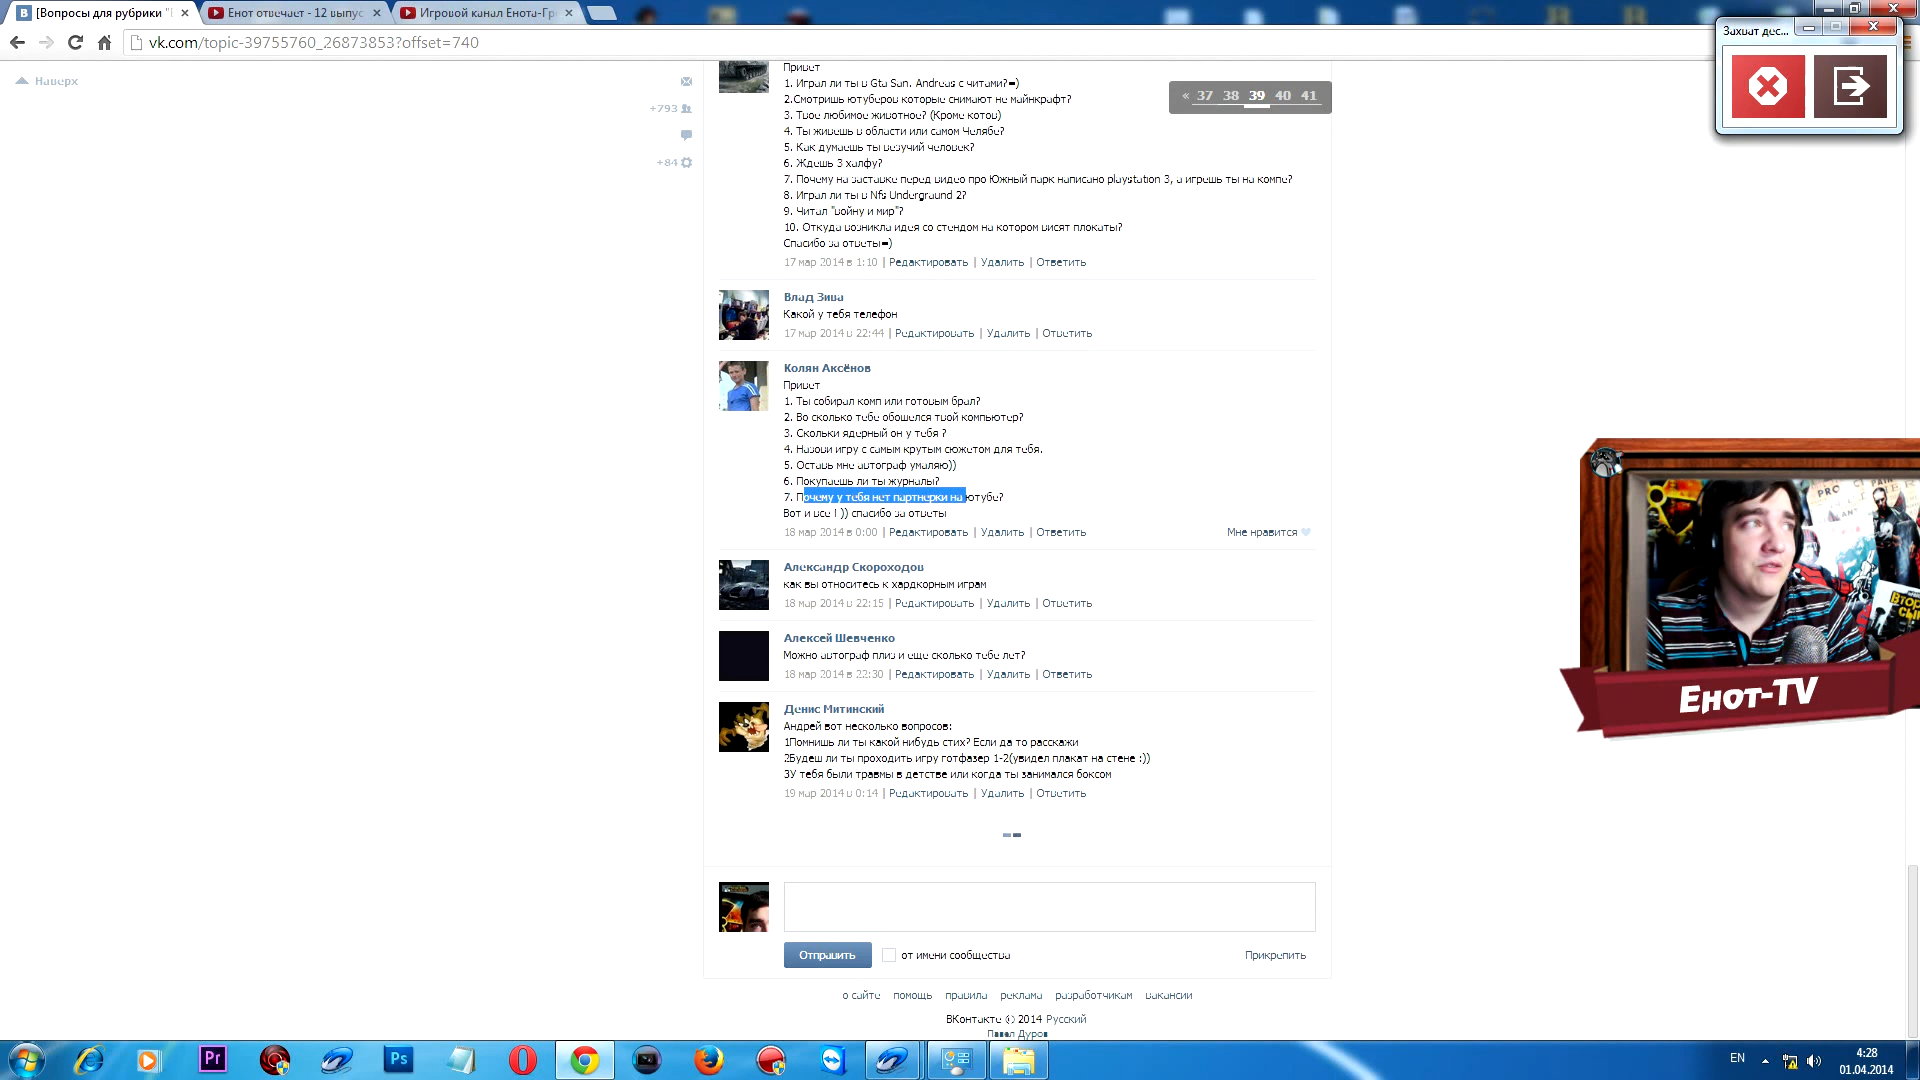 [Вопросы для рубрики "Е
Енот отвечает - 12 выпус
Игровой канал Енота-Гр
vk.com/topic-39755760_26873853?offset=740
Захват дес...
Наверх
+793
+84
« 37 38 39 40 41
Привет
1. Играл ли ты в Gta San. Andreas с читами?=)
2.Смотришь ютуберов которые снимают не майнкрафт?
3. Твое любимое животное? (Кроме котов)
4. Ты живешь в области или самом Челябе?
5. Как думаешь ты везучий человек?
6. Ждешь 3 халфу?
7. Почему на заставке перед видео про Южный парк написано playstation 3, а игрешь ты на компе?
8. Играл ли ты в Nfs Undergraund 2?
9. Читал "войну и мир"?
10. Откуда возникла идея со стендом на котором висят плокаты?
Спасибо за ответы=)
17 мар 2014 в 1:10 | Редактировать | Удалить | Ответить
Влад Зива
Какой у тебя телефон
17 мар 2014 в 22:44 | Редактировать | Удалить | Ответить
Колян Аксёнов
Привет
1. Ты собирал комп или готовым брал?
2. Во сколько тебе обошелся твой компьютер?
3. Скольки ядерный он у тебя ?
4. Назови игру с самым крутым сюжетом для тебя.
5. Оставь мне автограф умаляю))
6. Покупаешь ли ты журналы?
7. Почему у тебя нет партнерки на ютубе?
Вот и все ! )) спасибо за ответы
18 мар 2014 в 0:00 | Редактировать | Удалить | Ответить
Мне нравится
Александр Скороходов
как вы относитесь к хардкорным играм
18 мар 2014 в 22:15 | Редактировать | Удалить | Ответить
Алексей Шевченко
Можно автограф плиз и еще сколько тебе лет?
18 мар 2014 в 22:30 | Редактировать | Удалить | Ответить
Денис Митинский
Андрей вот несколько вопросов:
1Помнишь ли ты какой нибудь стих? Если да то расскажи
2Будеш ли ты проходить игру готфазер 1-2(увидел плакат на стене :))
3У тебя были травмы в детстве или когда ты занимался боксом
19 мар 2014 в 0:14 | Редактировать | Удалить | Ответить
Отправить
от имени сообщества
Прикрепить
о сайте помощь правила реклама разработчикам вакансии
ВКонтакте © 2014 Русский
Павел Дуров
Енот-TV
Pr
Ps
EN
4:28
01.04.2014